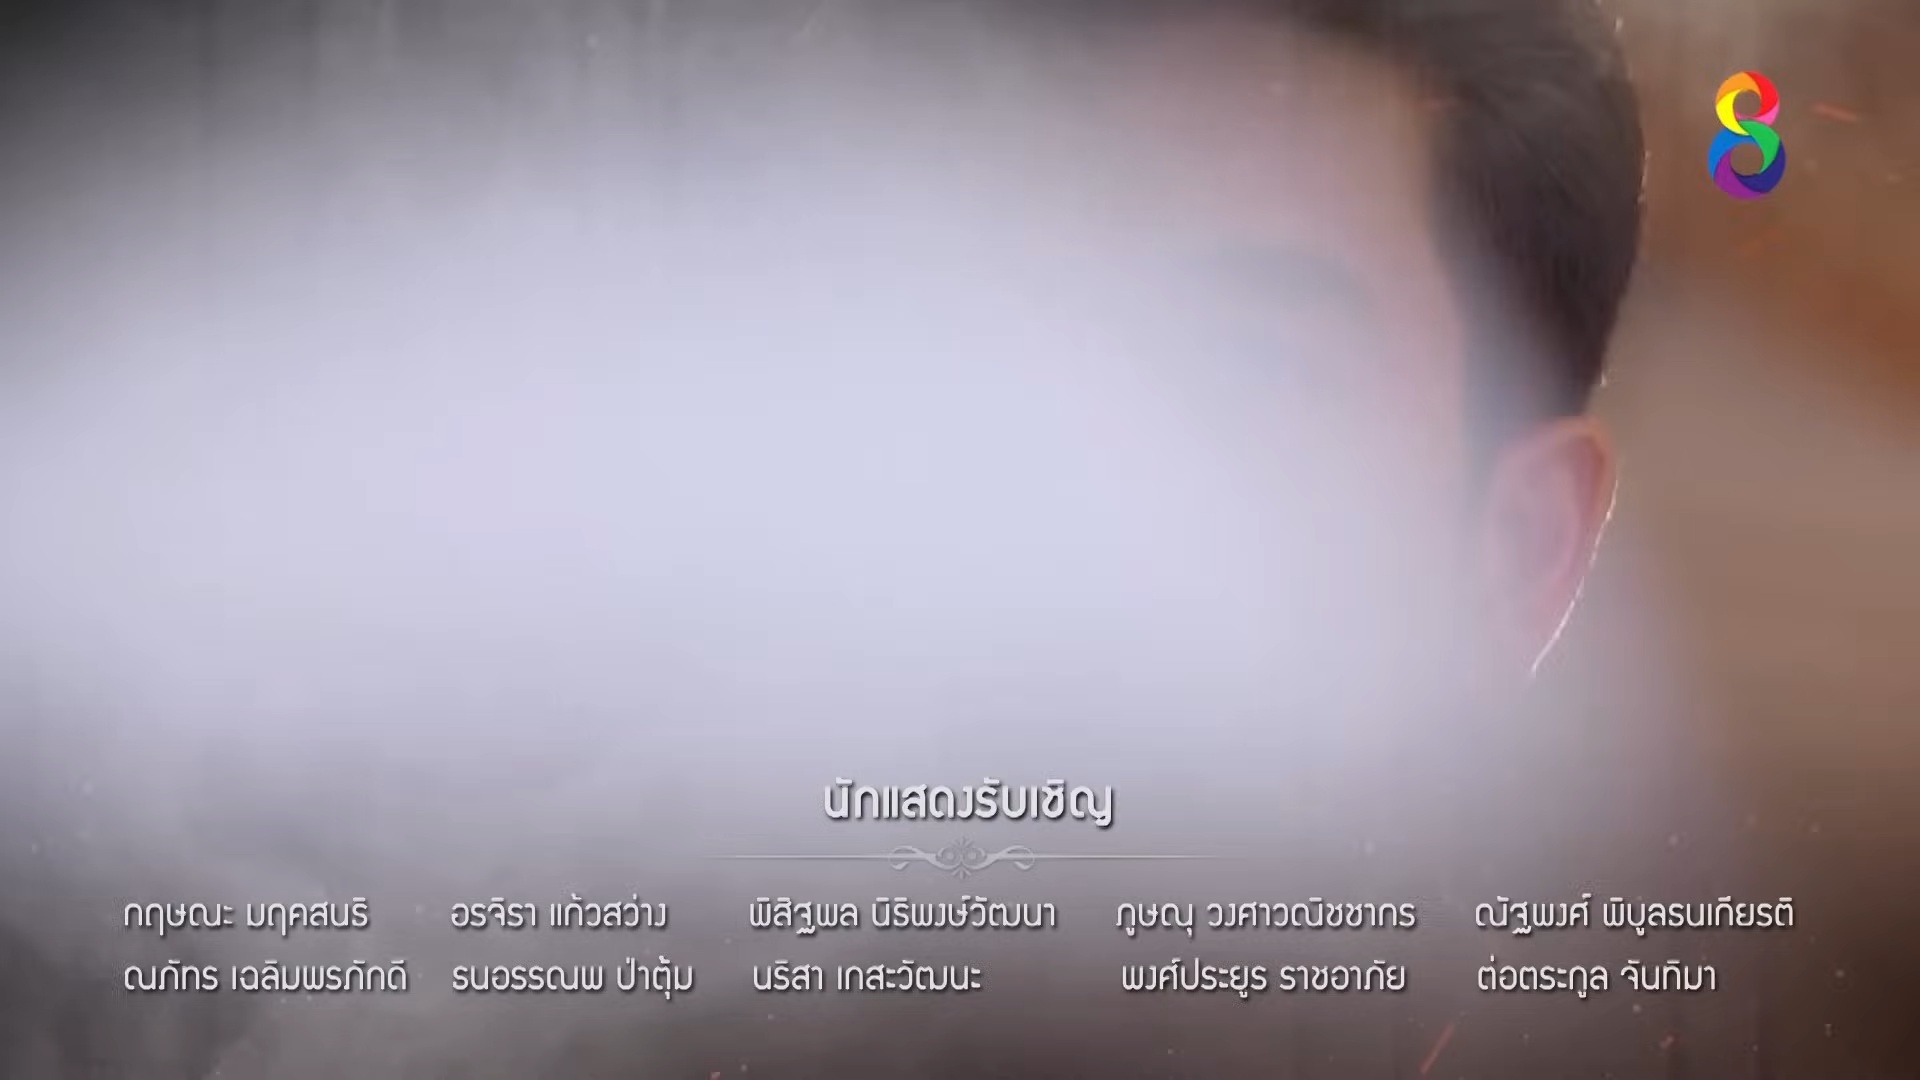 8
นักแสดงรับเชิญ
กฤษณะ มฤคสนธิ อรจิรา แก้วสว่าง พิสิฐพล นิธิพงษ์วัฒนา ภูษณุ วงศาวณิชชากร ณัฐพงศ์ พิบูลธนเกียรติ
ณภัทร เฉลิมพรภักดี ธนอรรณพ ป่าตุ้ม นริสา เกสะวัฒนะ พงศ์ประยูร ราชอาภัย ต่อตระกูล จันทิมา